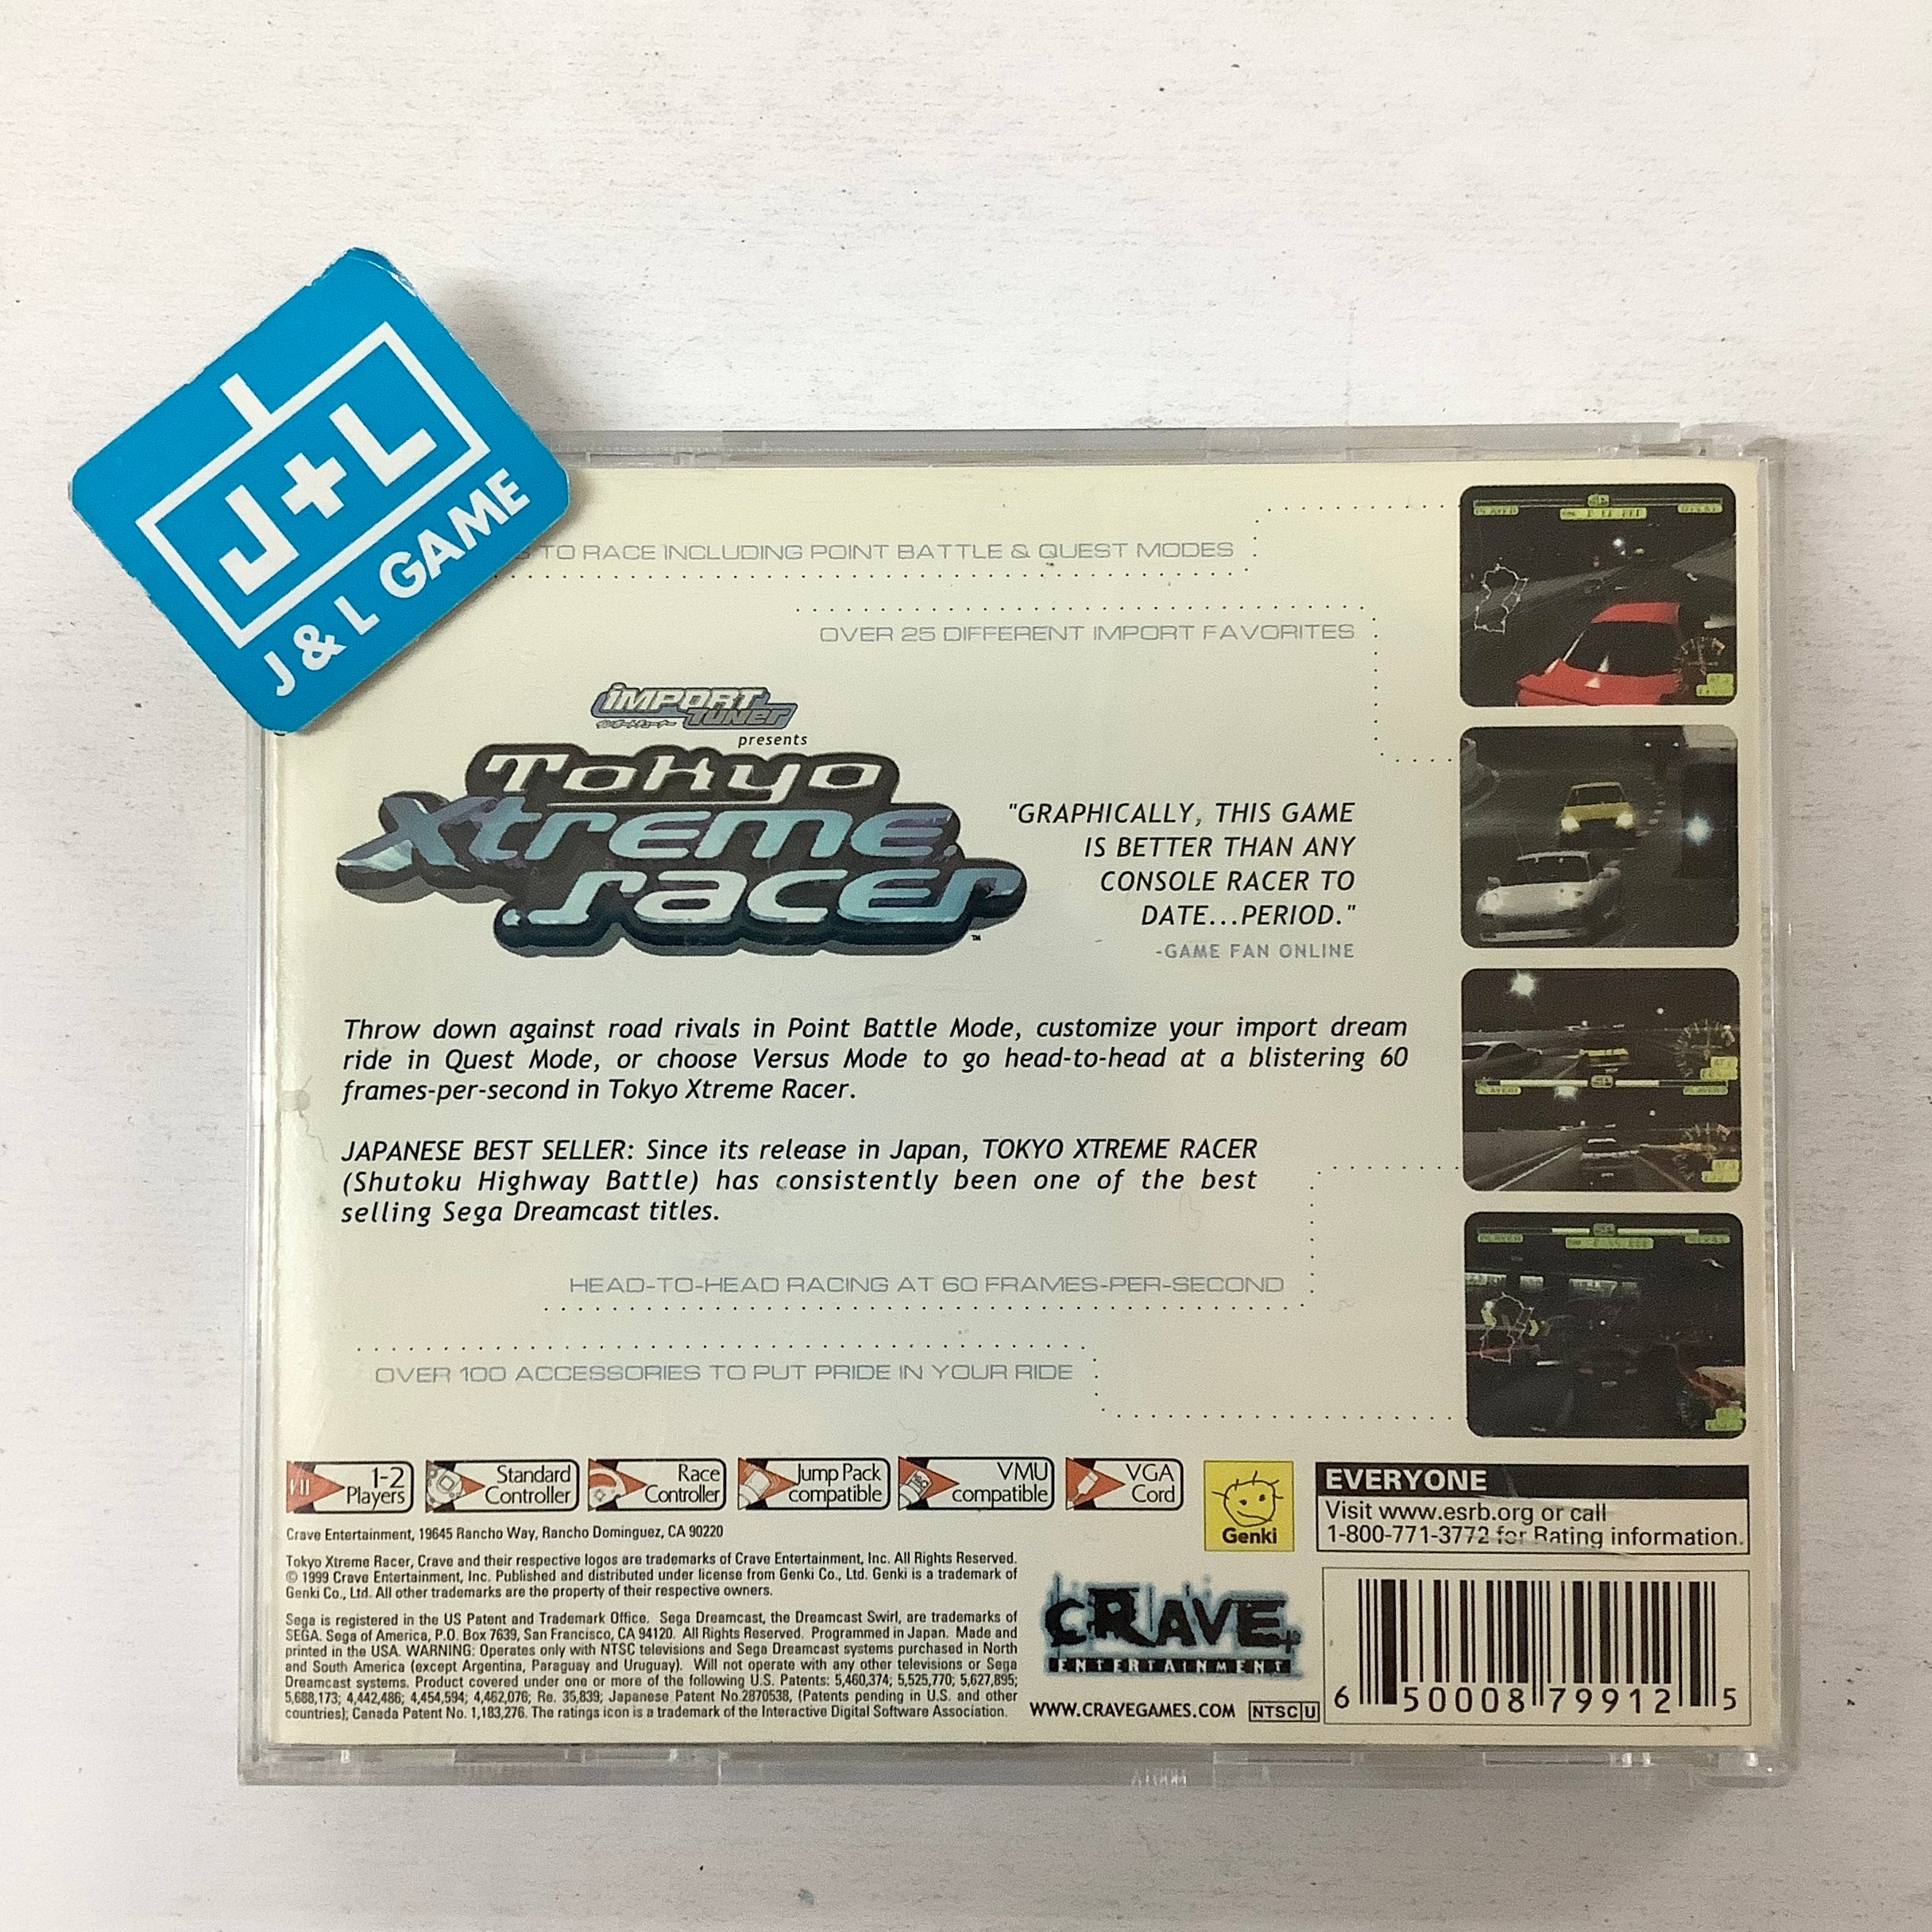 J+L
J & L GAME
TO RACE INCLUDING POINT BATTLE & QUEST MODES
OVER 25 DIFFERENT IMPORT FAVORITES
IMPORT
TUNER
presents
Tokyo
Xtreme
racer
TM
"GRAPHICALLY, THIS GAME
IS BETTER THAN ANY
CONSOLE RACER TO
DATE...PERIOD."
-GAME FAN ONLINE
Throw down against road rivals in Point Battle Mode, customize your import dream
ride in Quest Mode, or choose Versus Mode to go head-to-head at a blistering 60
frames-per-second in Tokyo Xtreme Racer.
JAPANESE BEST SELLER: Since its release in Japan, TOKYO XTREME RACER
(Shutoku Highway Battle) has consistently been one of the best
selling Sega Dreamcast titles.
HEAD-TO-HEAD RACING AT 60 FRAMES-PER-SECOND
OVER 100 ACCESSORIES TO PUT PRIDE IN YOUR RIDE
1-2
Players
Standard
Controller
Race
Controller
Jump Pack
compatible
VMU
compatible
VGA
Cord
Genki
EVERYONE
Visit www.esrb.org or call
1-800-771-3772 for Rating information.
Crave Entertainment, 19645 Rancho Way, Rancho Dominguez, CA 90220
Tokyo Xtreme Racer, Crave and their respective logos are trademarks of Crave Entertainment, Inc. All Rights Reserved.
© 1999 Crave Entertainment, Inc. Published and distributed under license from Genki Co., Ltd. Genki is a trademark of
Genki Co., Ltd. All other trademarks are the property of their respective owners.
Sega is registered in the US Patent and Trademark Office. Sega Dreamcast, the Dreamcast Swirl, are trademarks of
SEGA. Sega of America, P.O. Box 7639, San Francisco, CA 94120. All Rights Reserved. Programmed in Japan. Made and
printed in the USA. WARNING: Operates only with NTSC televisions and Sega Dreamcast systems purchased in North
and South America (except Argentina, Paraguay and Uruguay). Will not operate with any other televisions or Sega
Dreamcast systems. Product covered under one or more of the following U.S. Patents: 5,460,374; 5,525,770; 5,627,895;
5,688,173; 4,442,486; 4,454,594; 4,462,076; Re. 35,839; Japanese Patent No.2870538, (Patents pending in U.S. and other
countries); Canada Patent No. 1,183,276. The ratings icon is a trademark of the Interactive Digital Software Association.
CRAVE
ENTERTAINMENT
WWW.CRAVEGAMES.COM
NTSC U
6 50008 79912 5